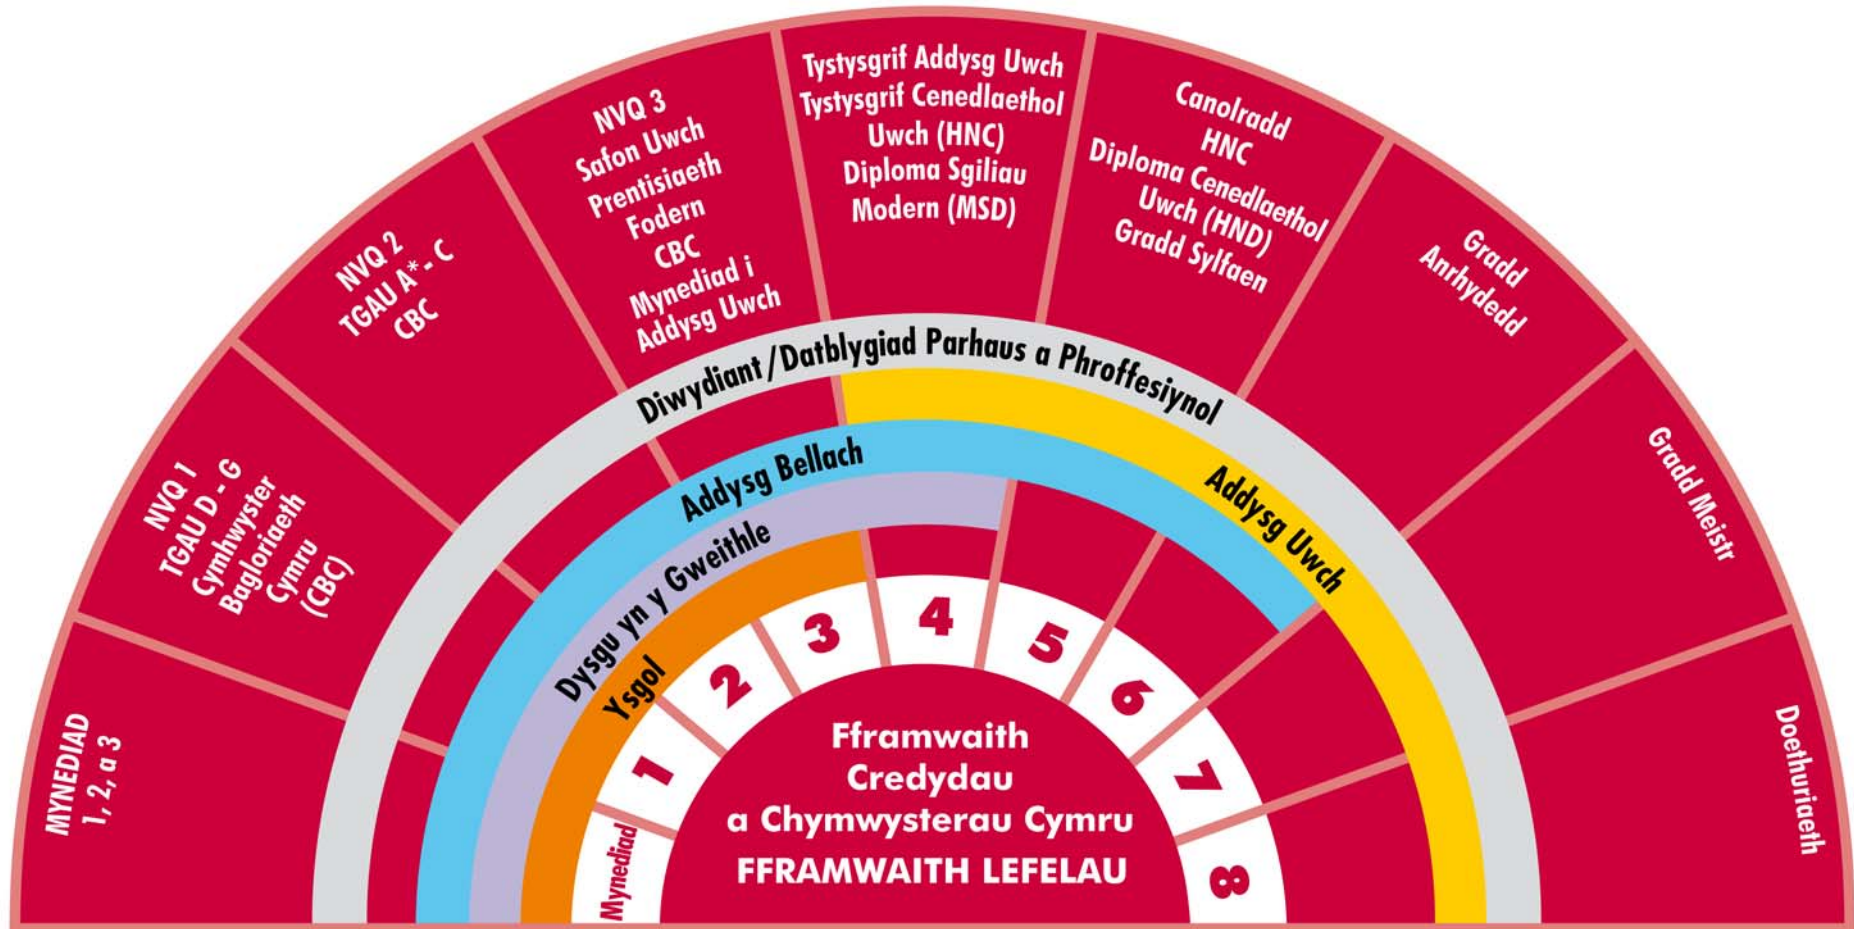 MYNEDIAD
1, 2, a 3
NVQ 1
TGAU D - G
Cymhwyster
Bagloriaeth
Cymru
(CBC)
NVQ 2
TGAU A*- C
CBC
NVQ 3
Safon Uwch
Prentisiaeth
Fodern
CBC
Mynediad i
Addysg Uwch
Tystysgrif Addysg Uwch
Tystysgrif Cenedlaethol
Uwch (HNC)
Diploma Sgiliau
Modern (MSD)
Canolradd
HNC
Diploma Cenedlaethol
Uwch (HND)
Gradd Sylfaen
Gradd
Anrhydedd
Gradd Meistr
Doethuriaeth
Diwydiant/Datblygiad Parhaus a Phroffesiynol
Addysg Uwch
Addysg Bellach
Dysgu yn y Gweithle
Ysgol
Mynediad
1
2
3
4
5
6
7
8
Fframwaith
Credydau
a Chymwysterau Cymru
FFRAMWAITH LEFELAU